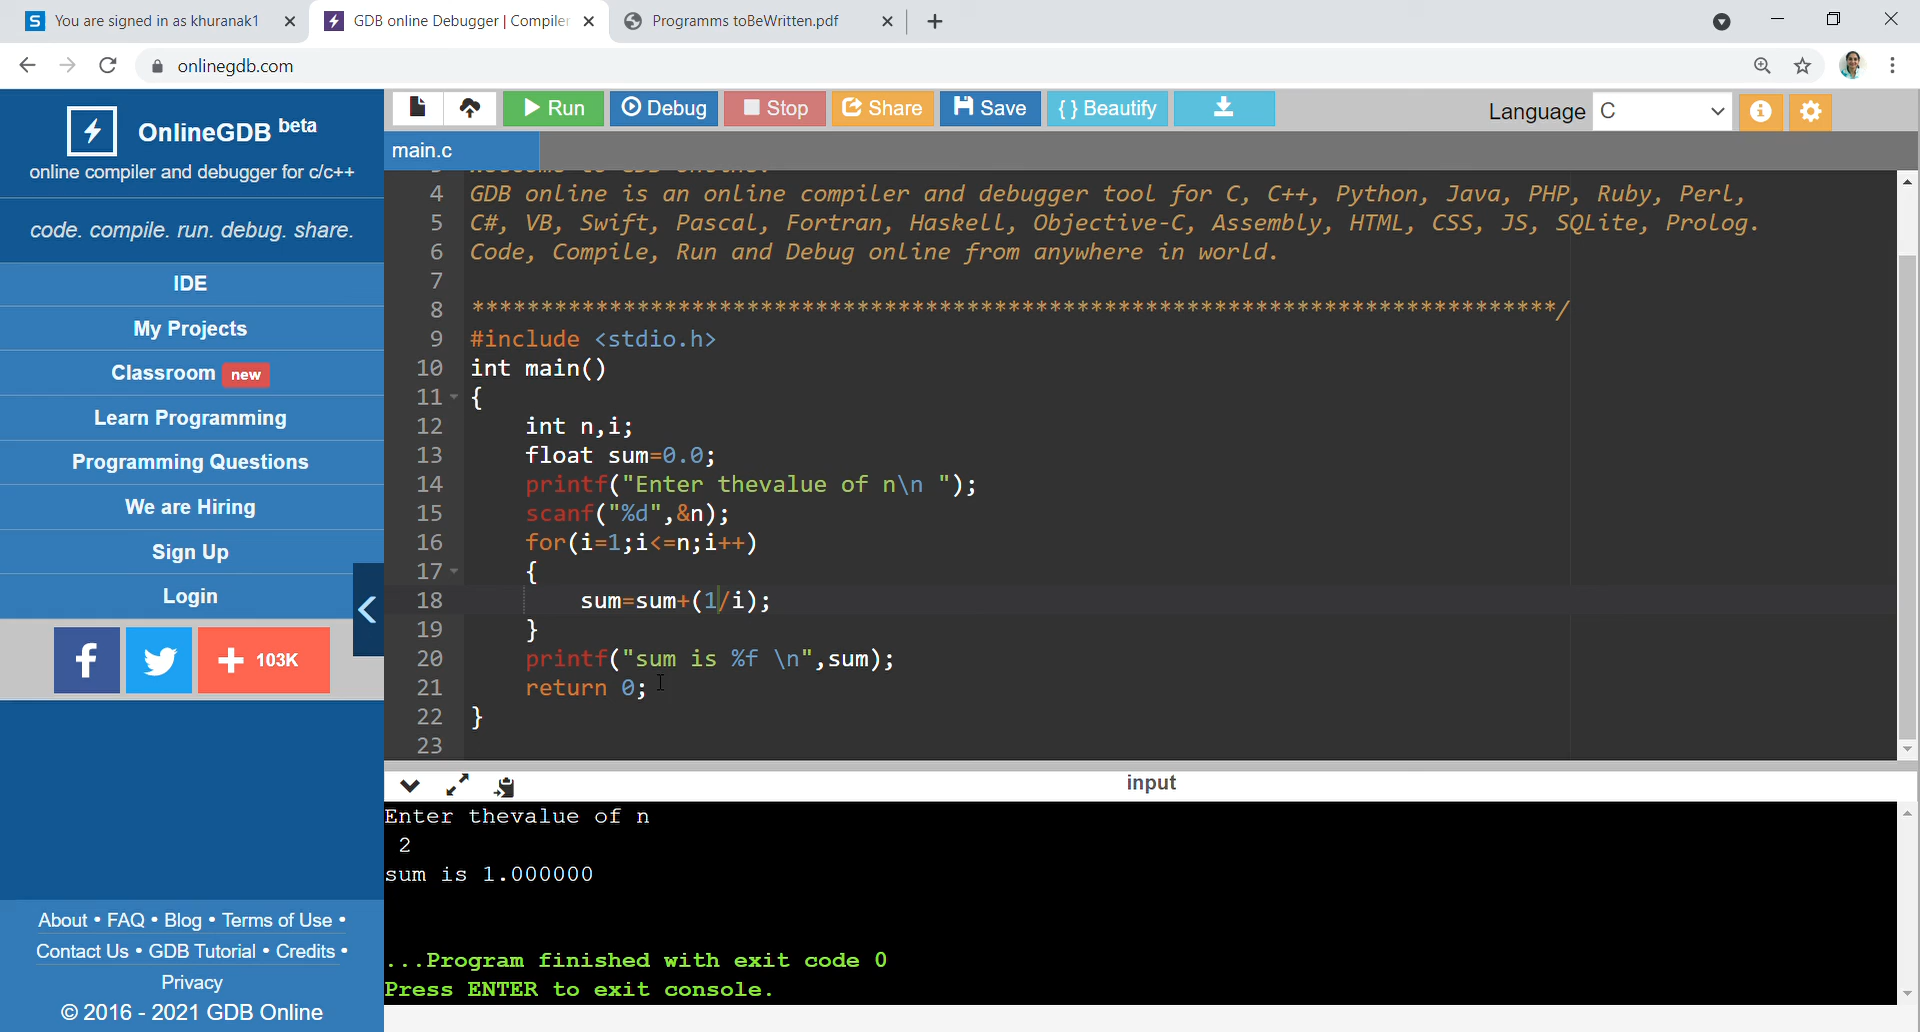 You are signed in as khuranak1
GDB online Debugger | Compiler
Programms toBeWritten.pdf
onlinegdb.com
OnlineGDB beta
online compiler and debugger for c/c++
code. compile. run. debug. share.
IDE
My Projects
Classroom new
Learn Programming
Programming Questions
We are Hiring
Sign Up
Login
103K
About • FAQ • Blog • Terms of Use •
Contact Us • GDB Tutorial • Credits •
Privacy
© 2016 - 2021 GDB Online
Run
Debug
Stop
Share
Save
{ } Beautify
Language C
main.c
4 GDB online is an online compiler and debugger tool for C, C++, Python, Java, PHP, Ruby, Perl,
5 C#, VB, Swift, Pascal, Fortran, Haskell, Objective-C, Assembly, HTML, CSS, JS, SQLite, Prolog.
6 Code, Compile, Run and Debug online from anywhere in world.
7
8 *******************************************************************************/
9 #include <stdio.h>
10 int main()
11 {
12 int n,i;
13 float sum=0.0;
14 printf("Enter thevalue of n\n ");
15 scanf("%d",&n);
16 for(i=1;i<=n;i++)
17 {
18 sum=sum+(1/i);
19 }
20 printf("sum is %f \n",sum);
21 return 0;
22 }
23
input
Enter thevalue of n
2
sum is 1.000000
...Program finished with exit code 0
Press ENTER to exit console.